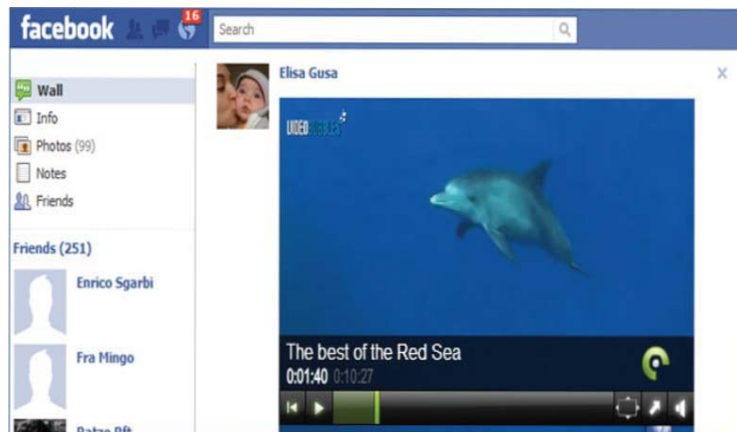 facebook
16
Search
Wall
Info
Photos (99)
Notes
Friends
Friends (251)
Enrico Sgarbi
Fra Mingo
Elisa Gusa
VIDEOBUBBLES
The best of the Red Sea
0:01:40 0:10:27